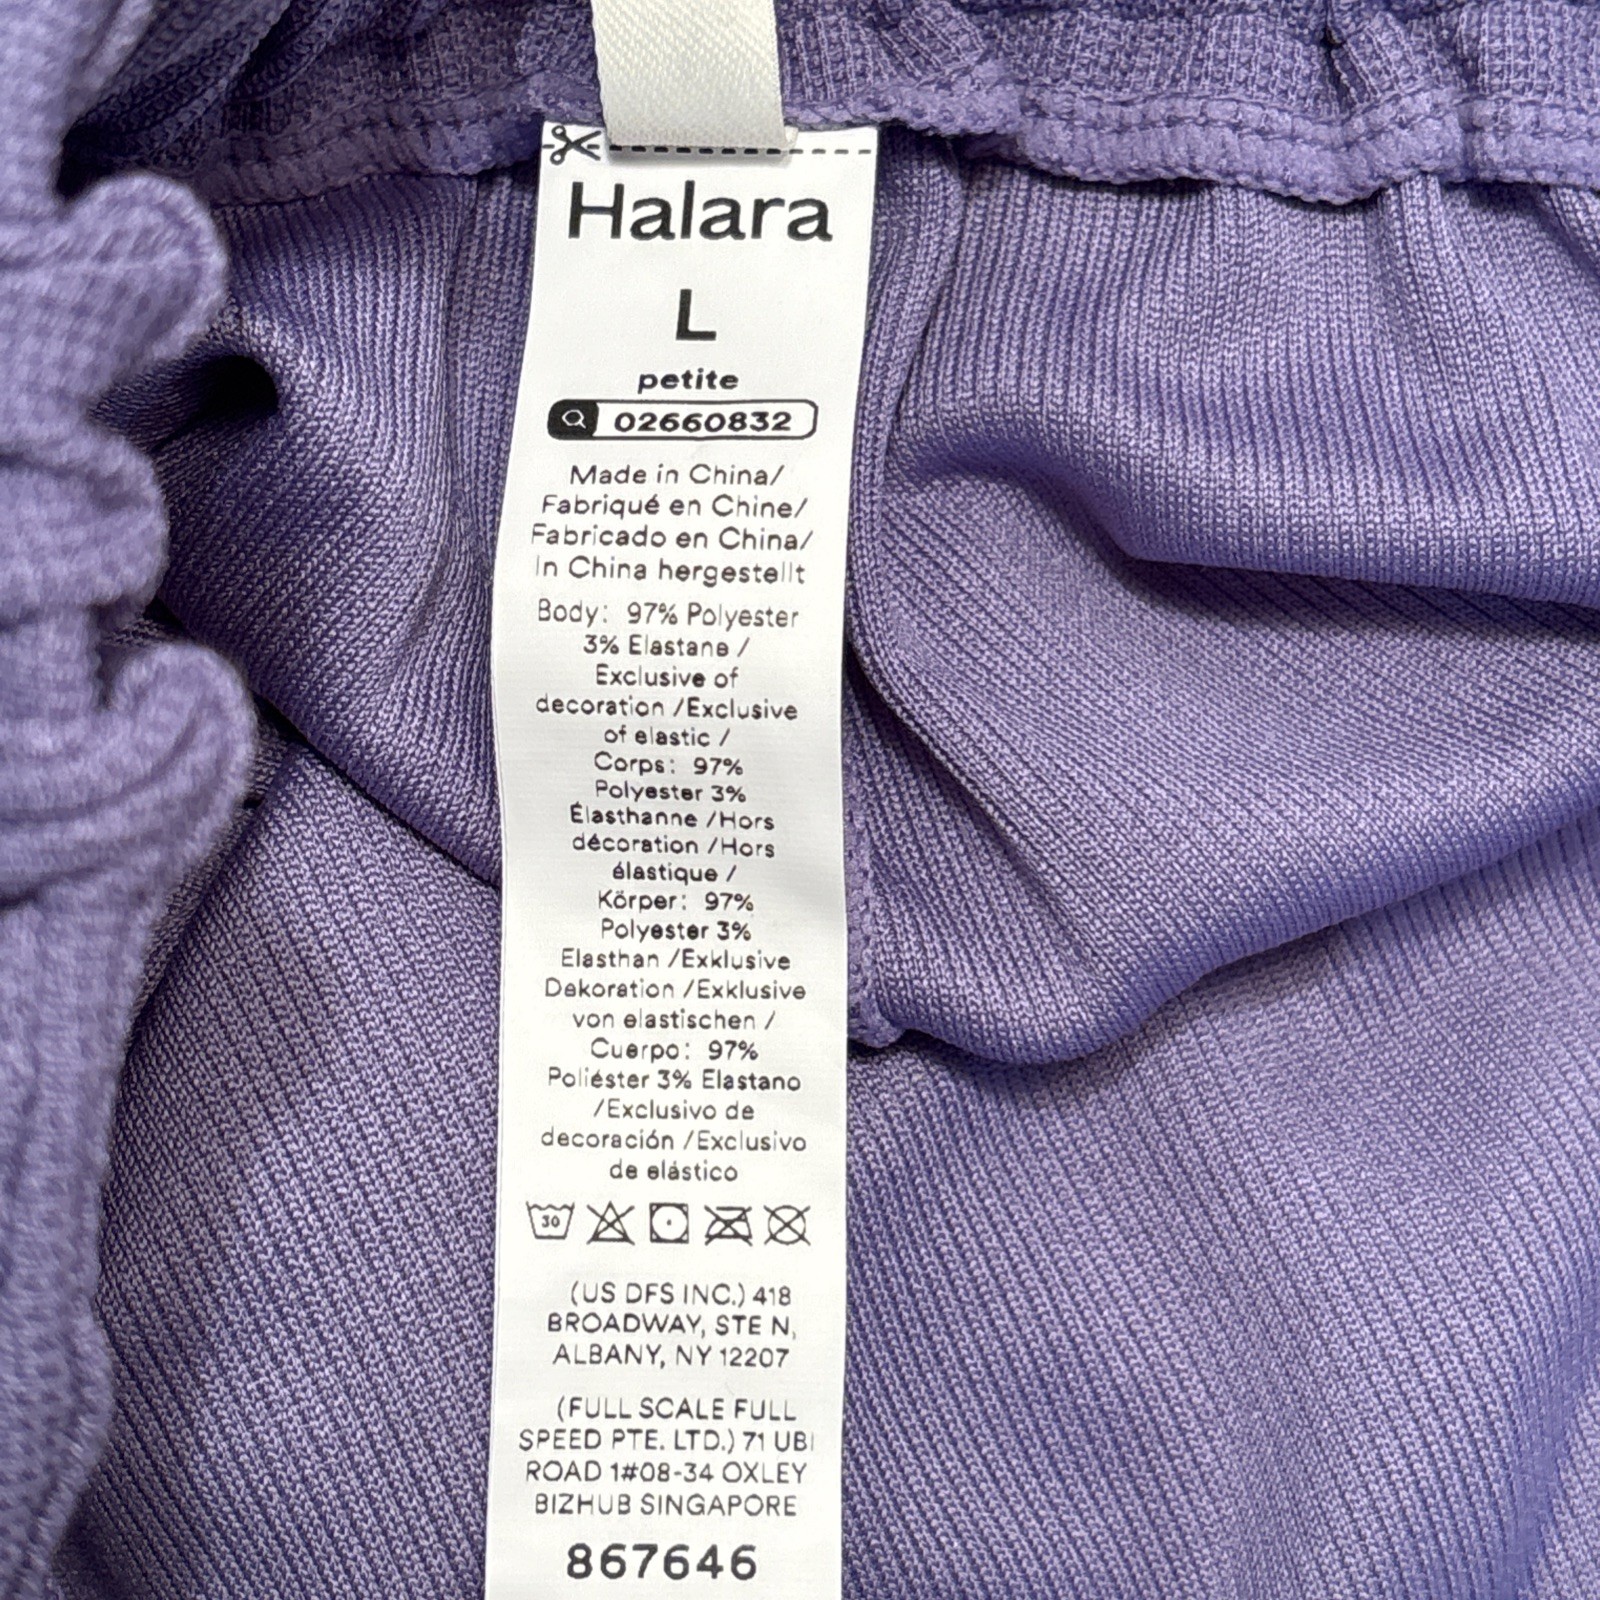 Halara
L
petite
02660832
Made in China/
Fabriqué en Chine/
Fabricado en China/
In China hergestellt
Body: 97% Polyester
3% Elastane /
Exclusive of
decoration /Exclusive
of elastic /
Corps: 97%
Polyester 3%
Élasthanne /Hors
décoration /Hors
élastique /
Körper: 97%
Polyester 3%
Elasthan /Exklusive
Dekoration /Exklusive
von elastischen /
Cuerpo: 97%
Poliéster 3% Elastano
/Exclusivo de
decoración /Exclusivo
de elástico
30
(US DFS INC.) 418
BROADWAY, STE N,
ALBANY, NY 12207
(FULL SCALE FULL
SPEED PTE. LTD.) 71 UBI
ROAD 1#08-34 OXLEY
BIZHUB SINGAPORE
867646